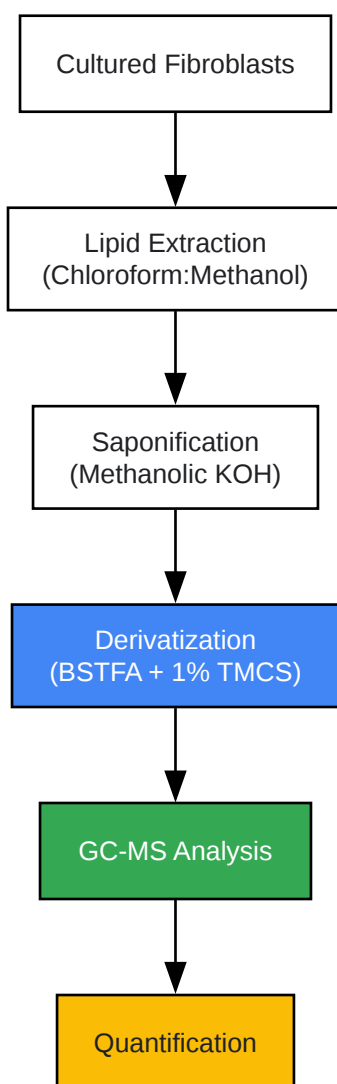 Cultured Fibroblasts
Lipid Extraction
(Chloroform:Methanol)
Saponification
(Methanolic KOH)
Derivatization
(BSTFA + 1% TMCS)
GC-MS Analysis
Quantification